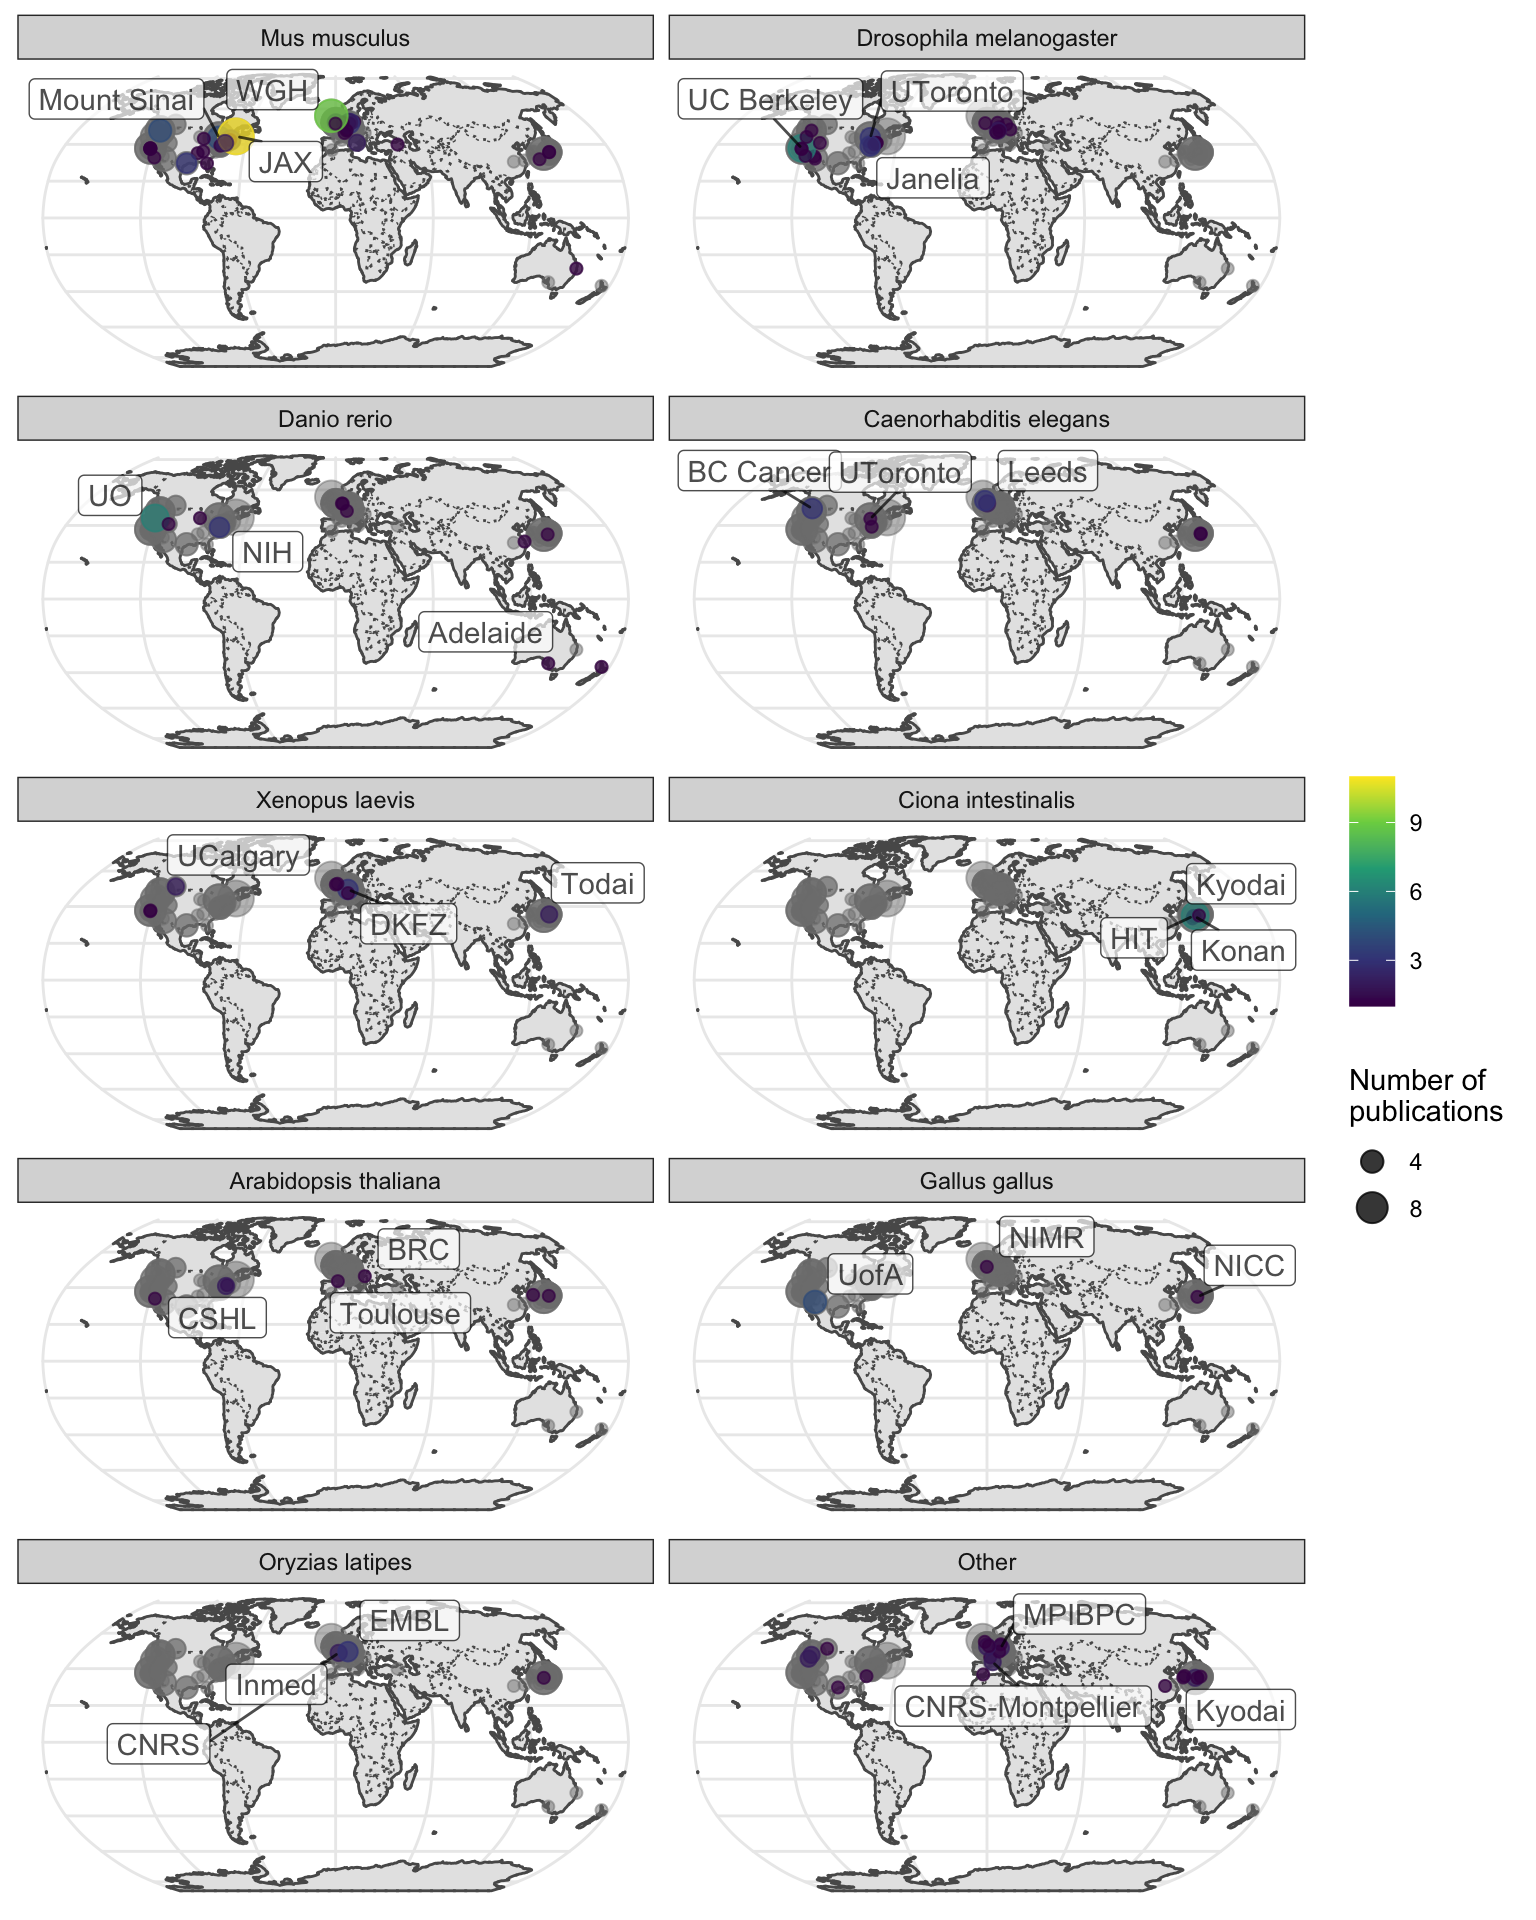 Mus musculus
Drosophila melanogaster
Mount Sinai
WGH
JAX
UC Berkeley
UToronto
Janelia
Danio rerio
Caenorhabditis elegans
UO
NIH
Adelaide
BC Cancer
UToronto
Leeds
Xenopus laevis
Ciona intestinalis
UCalgary
Todai
DKFZ
Kyodai
HIT
Konan
9
6
3
Number of
publications
4
8
Arabidopsis thaliana
Gallus gallus
BRC
CSHL
Toulouse
NIMR
UofA
NICC
Oryzias latipes
Other
EMBL
Inmed
CNRS
MPIBPC
CNRS-Montpellier
Kyodai